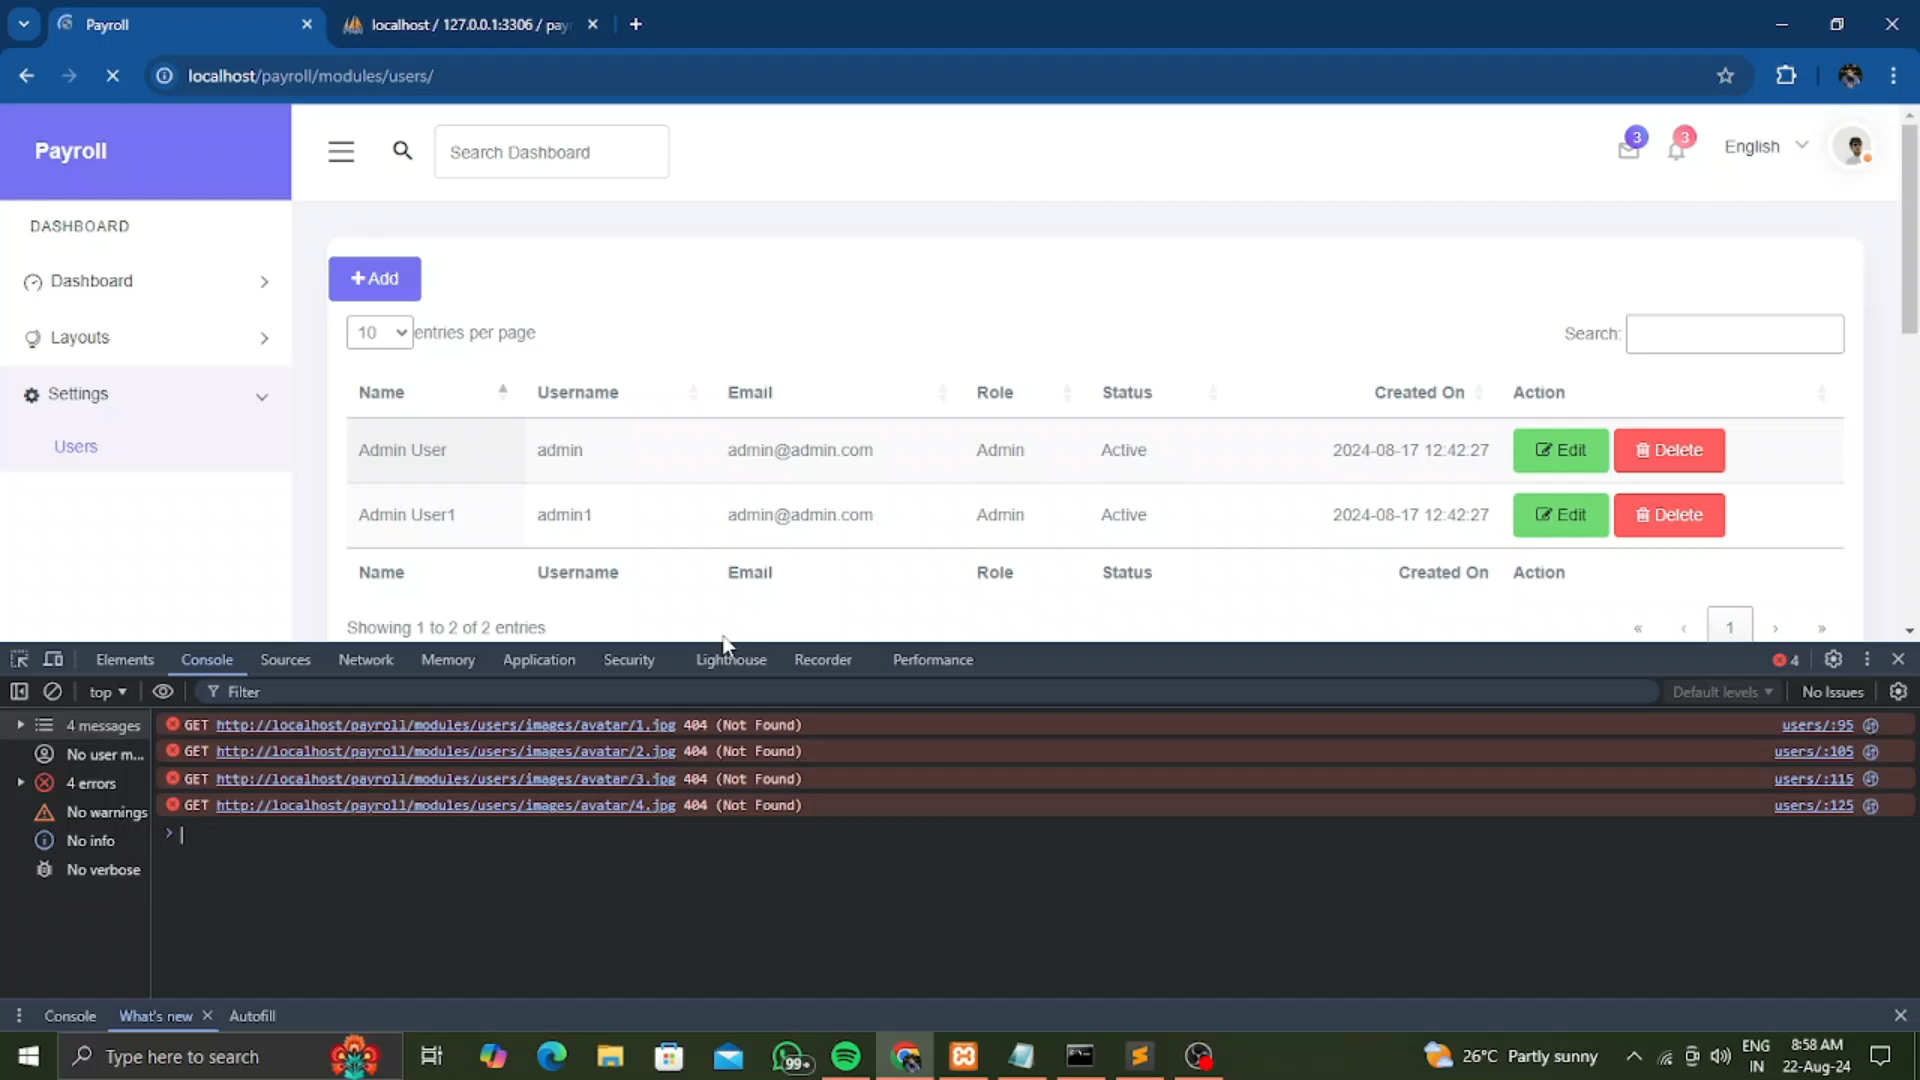 Payroll
localhost / 127.0.0.1:3306 / pay
localhost/payroll/modules/users/
Payroll
Search Dashboard
3
3
English
DASHBOARD
Dashboard
Layouts
Settings
Users
Add
10 entries per page
Search:
Name Username Email Role Status Created On Action
Admin User admin admin@admin.com Admin Active 2024-08-17 12:42:27 Edit Delete
Admin User1 admin1 admin@admin.com Admin Active 2024-08-17 12:42:27 Edit Delete
Name Username Email Role Status Created On Action
Showing 1 to 2 of 2 entries
« ‹ 1 › »
Elements Console Sources Network Memory Application Security Lighthouse Recorder Performance 4
top Filter Default levels No Issues
4 messages
No user m...
4 errors
No warnings
No info
No verbose
GET http://localhost/payroll/modules/users/images/avatar/1.jpg 404 (Not Found) users/:95
GET http://localhost/payroll/modules/users/images/avatar/2.jpg 404 (Not Found) users/:105
GET http://localhost/payroll/modules/users/images/avatar/3.jpg 404 (Not Found) users/:115
GET http://localhost/payroll/modules/users/images/avatar/4.jpg 404 (Not Found) users/:125
Console What's new Autofill
Type here to search
99+
26°C Partly sunny
ENG
IN
8:58 AM
22-Aug-24